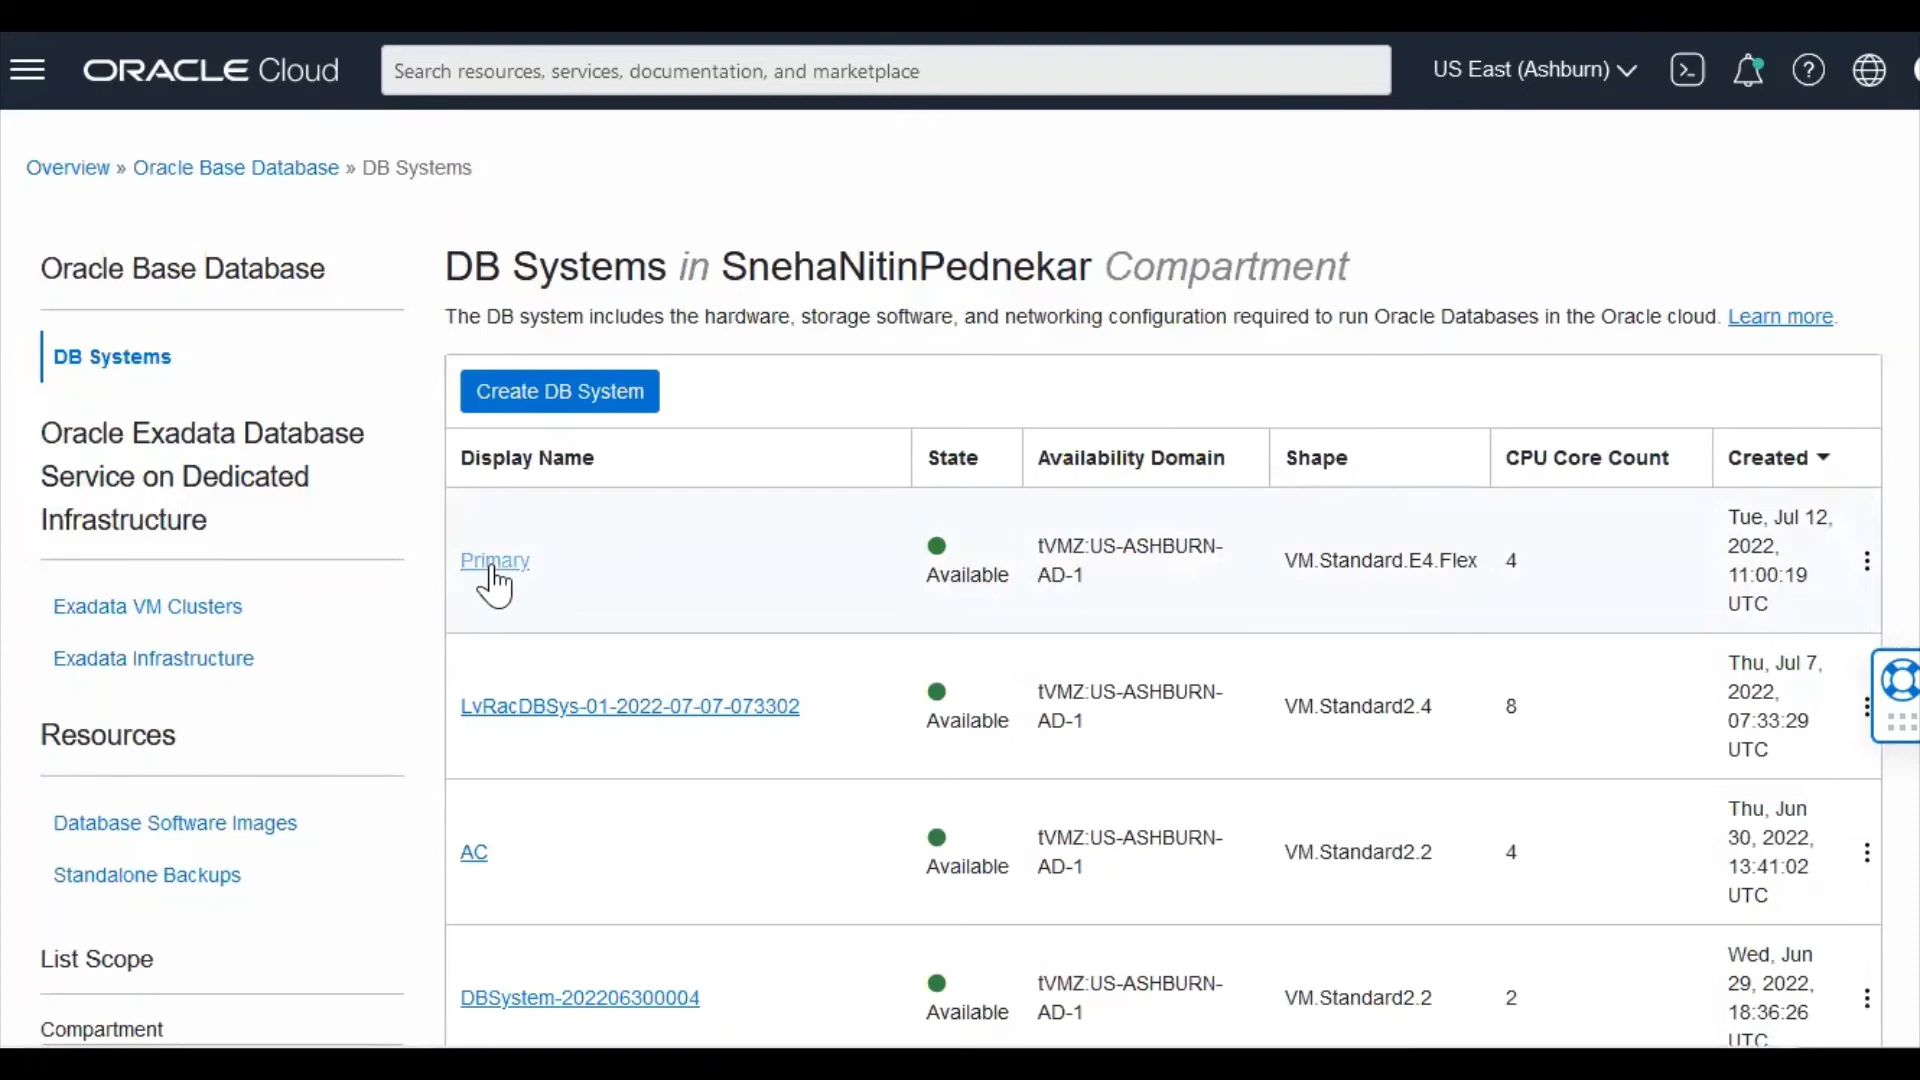 ORACLE Cloud
Search resources, services, documentation, and marketplace
US East (Ashburn)
Overview » Oracle Base Database » DB Systems
Oracle Base Database
DB Systems
Oracle Exadata Database
Service on Dedicated
Infrastructure
Exadata VM Clusters
Exadata Infrastructure
Resources
Database Software Images
Standalone Backups
List Scope
Compartment
DB Systems in SnehaNitinPednekar Compartment
The DB system includes the hardware, storage software, and networking configuration required to run Oracle Databases in the Oracle cloud. Learn more.
Create DB System
Display Name State Availability Domain Shape CPU Core Count Created
Primary
Available
tVMZ:US-ASHBURN-
AD-1
VM.Standard.E4.Flex
4
Tue, Jul 12,
2022,
11:00:19
UTC
LvRacDBSys-01-2022-07-07-073302
Available
tVMZ:US-ASHBURN-
AD-1
VM.Standard2.4
8
Thu, Jul 7,
2022,
07:33:29
UTC
AC
Available
tVMZ:US-ASHBURN-
AD-1
VM.Standard2.2
4
Thu, Jun
30, 2022,
13:41:02
UTC
DBSystem-202206300004
Available
tVMZ:US-ASHBURN-
AD-1
VM.Standard2.2
2
Wed, Jun
29, 2022,
18:36:26
UTC